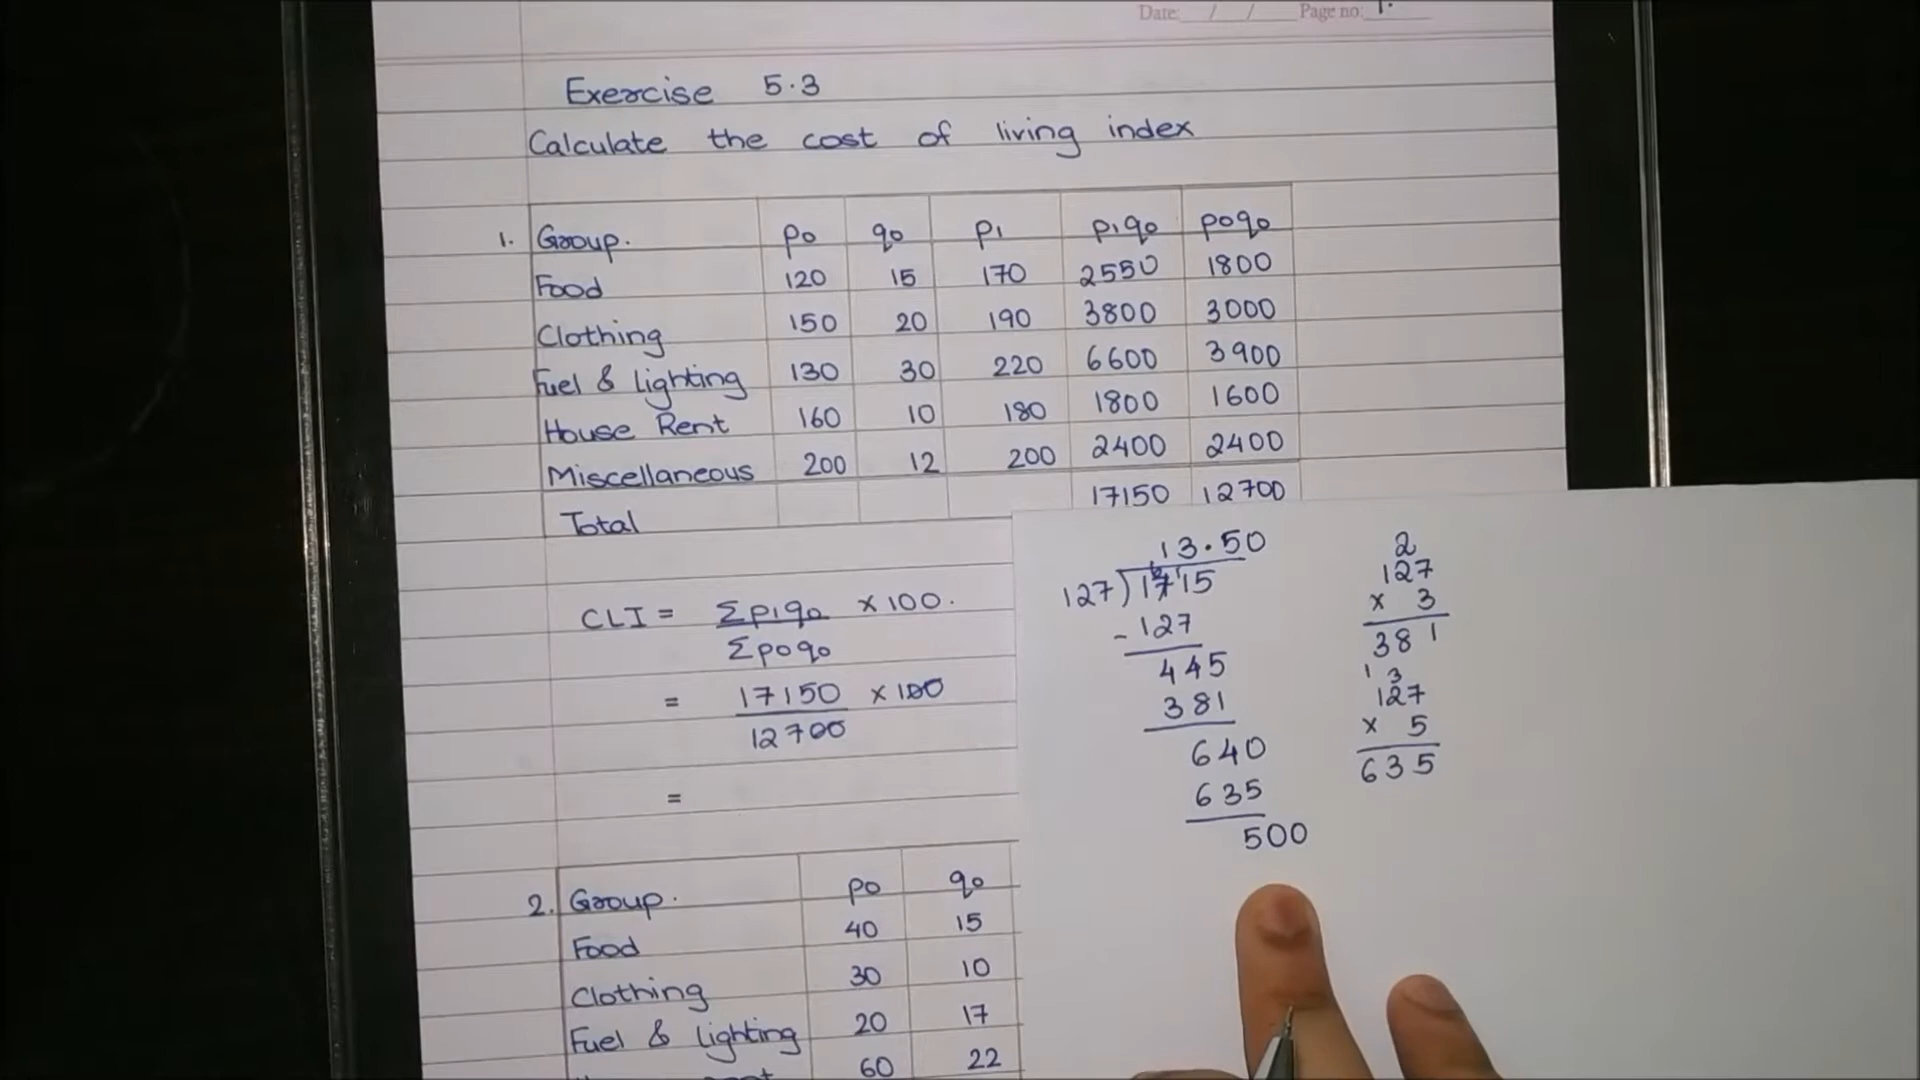 Date: / / Page no: 1.
Exercise 5.3
Calculate the cost of living index
1. Group. p0 q0 p1 p1q0 p0q0
Food 120 15 170 2550 1800
Clothing 150 20 190 3800 3000
Fuel & lighting 130 30 220 6600 3900
House Rent 160 10 180 1800 1600
Miscellaneous 200 12 200 2400 2400
Total 17150 12700
CLI = Σp1q0 × 100.
Σp0q0
= 17150 × 100
12700
=
2. Group. p0 q0
Food 40 15
Clothing 30 10
Fuel & lighting 20 17
60 22
13.50
127) 1715
- 127
445
381
640
635
500
2
127
× 3
381
1 3
127
× 5
635